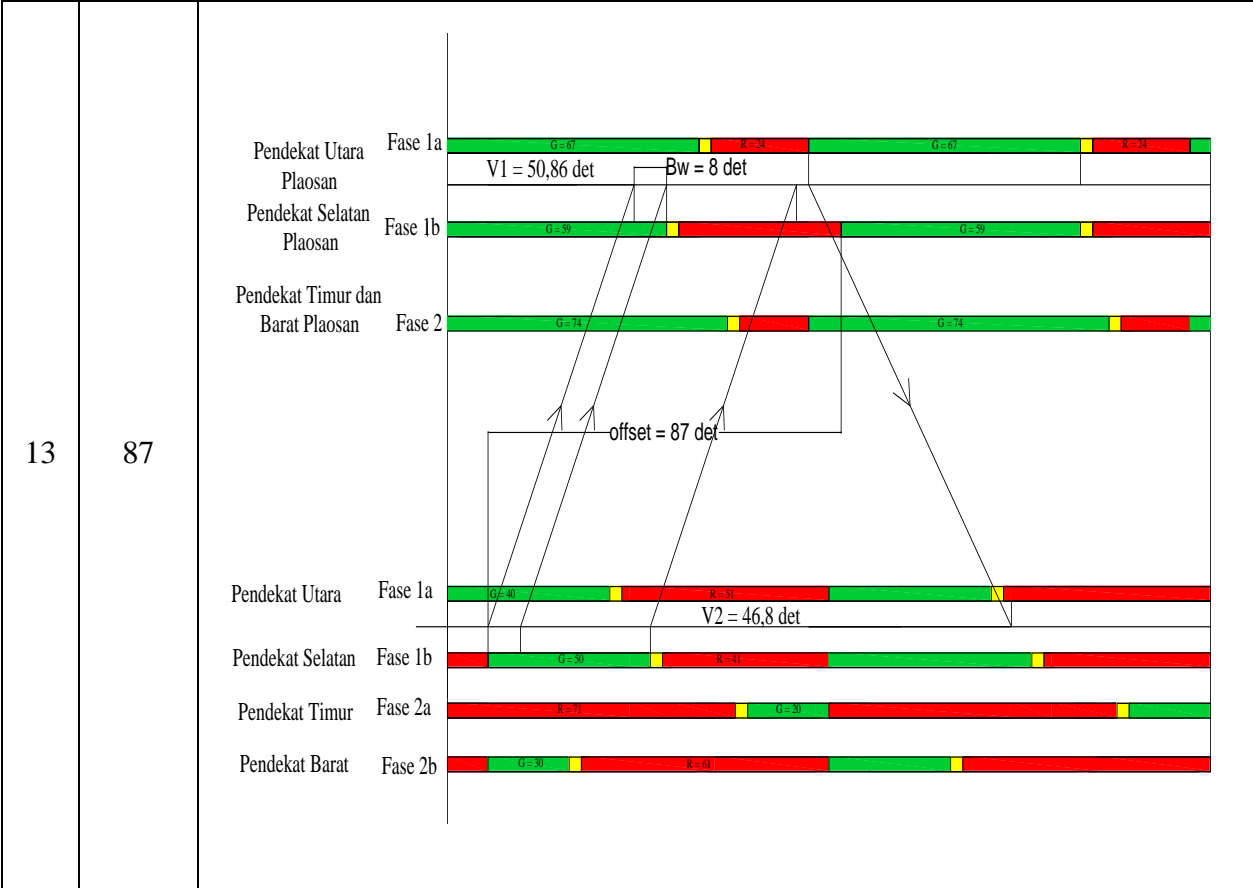 13
87
Pendekat Utara
Plaosan
Fase 1a
G = 67
R = 24
G = 67
R = 24
V1 = 50,86 det
Bw = 8 det
Pendekat Selatan
Plaosan
Fase 1b
G = 59
G = 59
Pendekat Timur dan
Barat Plaosan
Fase 2
G = 74
G = 74
offset = 87 det
Pendekat Utara
Fase 1a
G = 40
R = 51
V2 = 46,8 det
Pendekat Selatan
Fase 1b
G = 50
R = 41
Pendekat Timur
Fase 2a
R = 71
G = 20
Pendekat Barat
Fase 2b
G = 30
R = 61